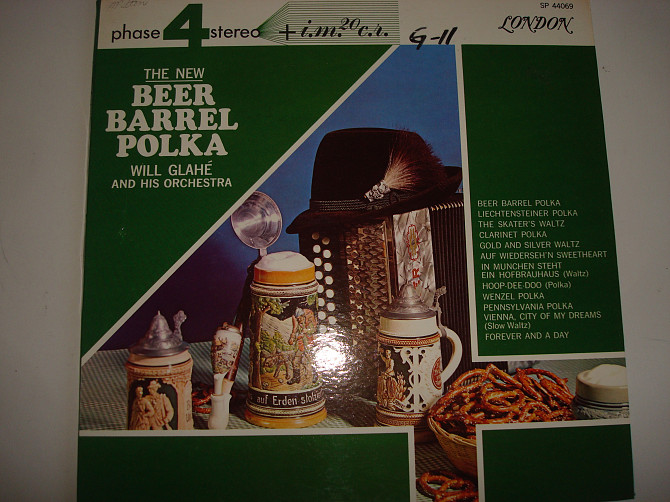 SP 44069
phase 4 stereo + i.m.20 c.r.
LONDON
G-11
THE NEW
BEER
BARREL
POLKA
WILL GLAHÉ
AND HIS ORCHESTRA
BEER BARREL POLKA
LIECHTENSTEINER POLKA
THE SKATER'S WALTZ
CLARINET POLKA
GOLD AND SILVER WALTZ
AUF WIEDERSEH'N SWEETHEART
IN MUNCHEN STEHT
EIN HOFBRAUHAUS (Waltz)
HOOP-DEE-DOO (Polka)
WENZEL POLKA
PENNSYLVANIA POLKA
VIENNA, CITY OF MY DREAMS
(Slow Waltz)
FOREVER AND A DAY
auf Erden